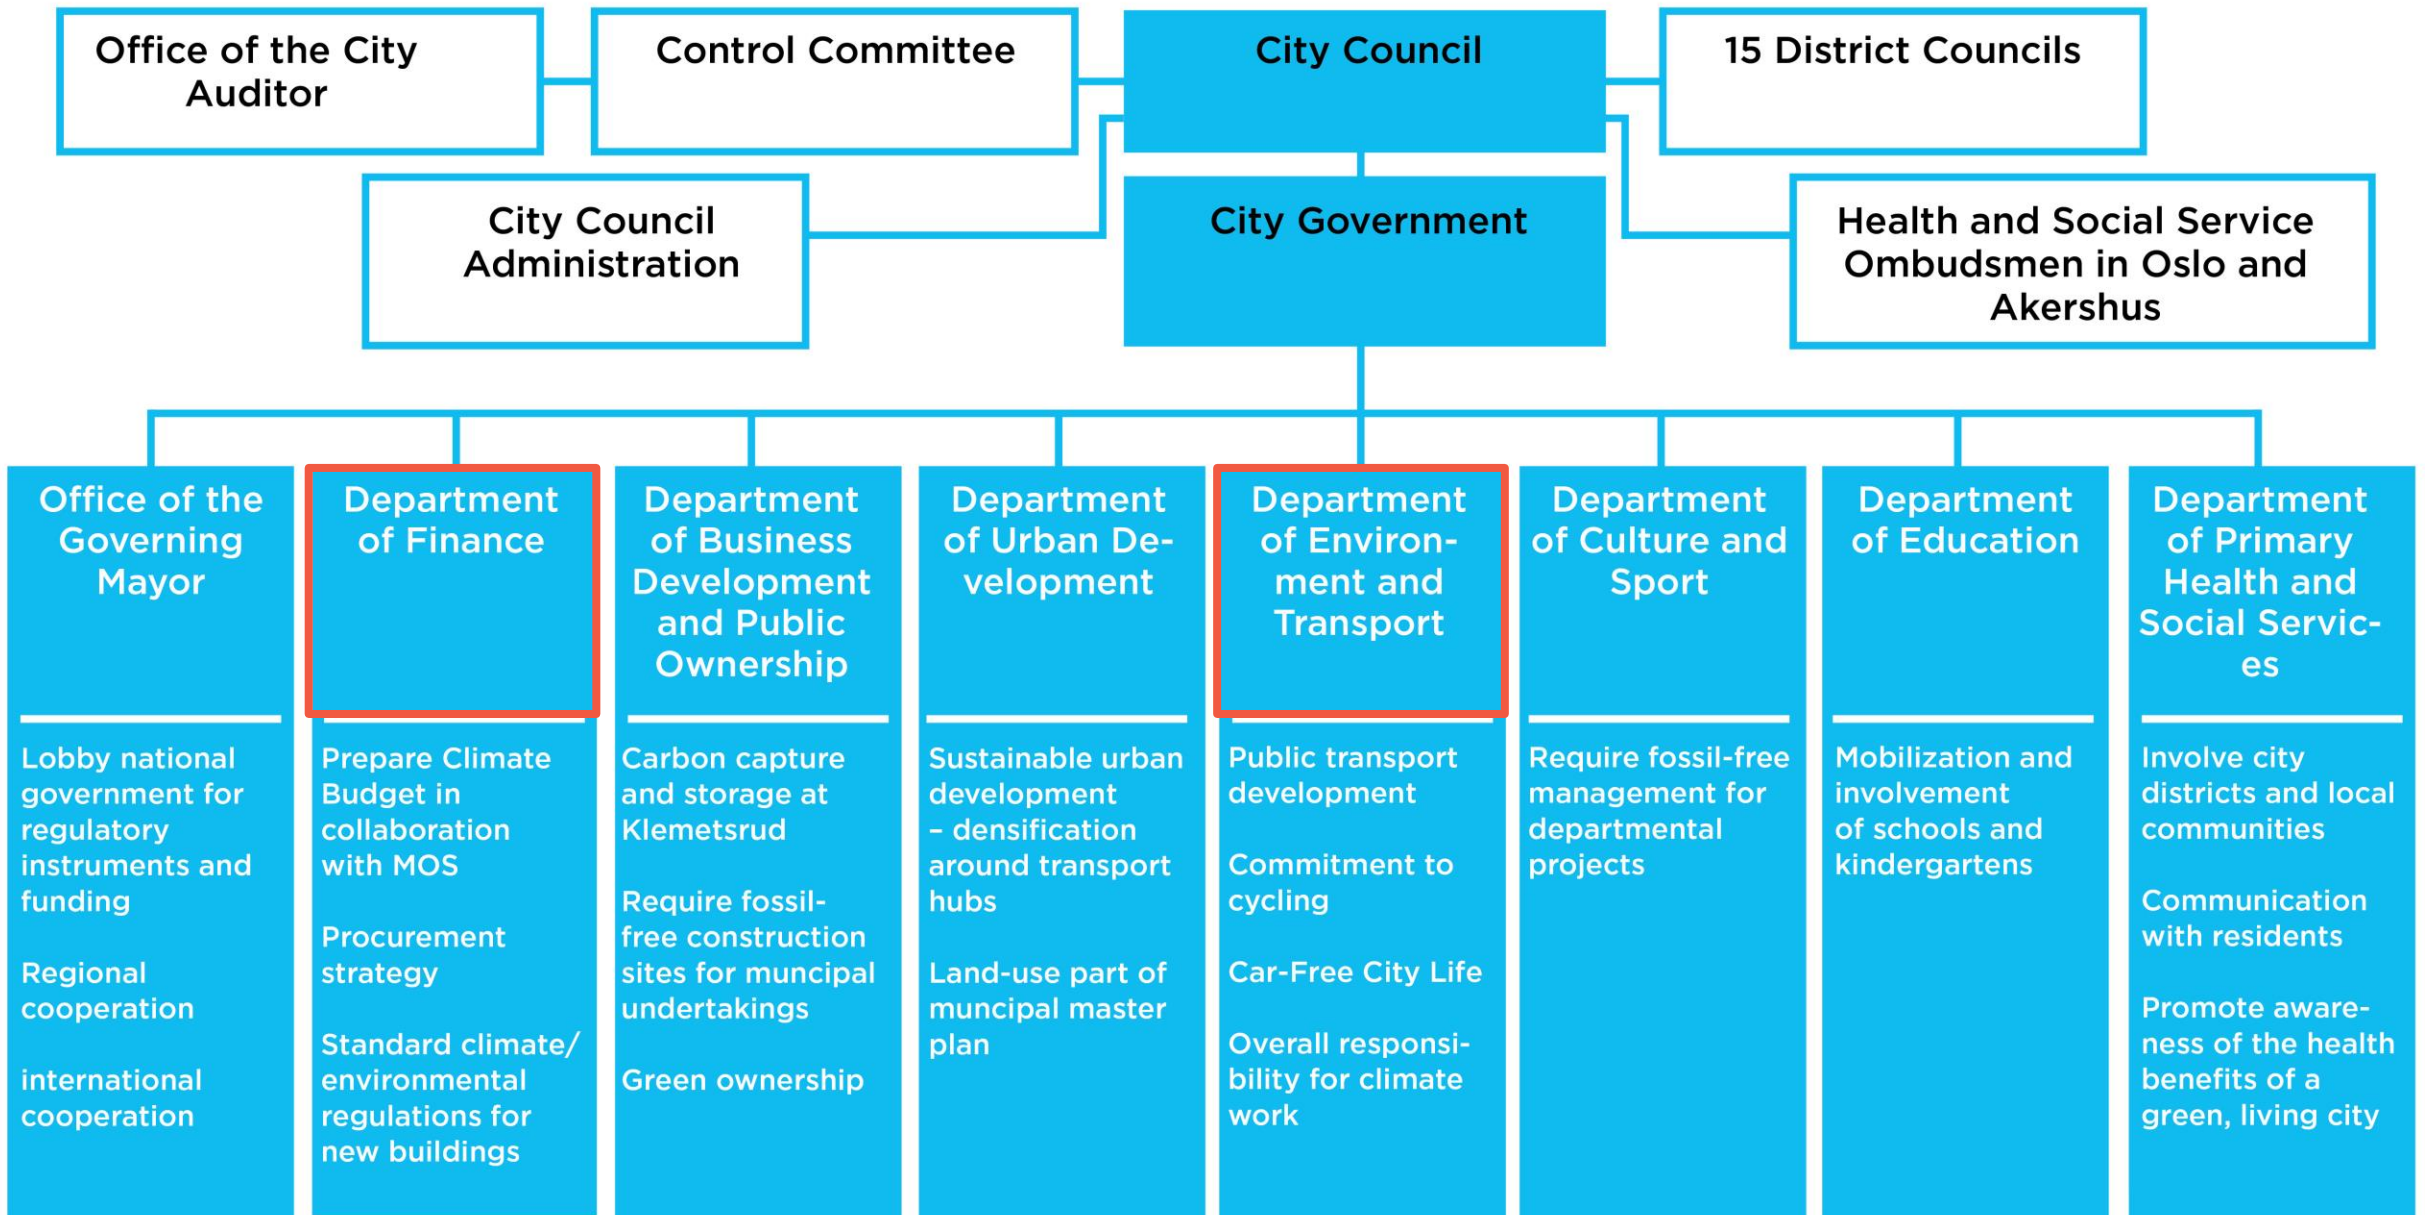 Office of the City
Auditor
Control Committee
City Council
15 District Councils
City Council
Administration
City Government
Health and Social Service
Ombudsmen in Oslo and
Akershus
Office of the
Governing
Mayor
Lobby national
government for
regulatory
instruments and
funding
Regional
cooperation
international
cooperation
Department
of Finance
Prepare Climate
Budget in
collaboration
with MOS
Procurement
strategy
Standard climate/
environmental
regulations for
new buildings
Department
of Business
Development
and Public
Ownership
Carbon capture
and storage at
Klemetsrud
Require fossil-
free construction
sites for muncipal
undertakings
Green ownership
Department
of Urban De-
velopment
Sustainable urban
development
– densification
around transport
hubs
Land-use part of
muncipal master
plan
Department
of Environ-
ment and
Transport
Public transport
development
Commitment to
cycling
Car-Free City Life
Overall responsi-
bility for climate
work
Department
of Culture and
Sport
Require fossil-free
management for
departmental
projects
Department
of Education
Mobilization and
involvement
of schools and
kindergartens
Department
of Primary
Health and
Social Servic-
es
Involve city
districts and local
communities
Communication
with residents
Promote aware-
ness of the health
benefits of a
green, living city